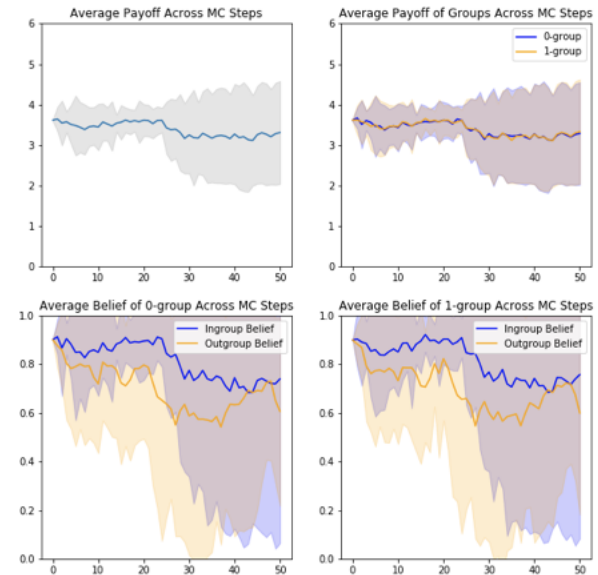 Average Payoff Across MC Steps
6
5
4
3
2
1
0
0 10 20 30 40 50
Average Payoff of Groups Across MC Steps
0-group
1-group
6
5
4
3
2
1
0
0 10 20 30 40 50
Average Belief of 0-group Across MC Steps
Ingroup Belief
Outgroup Belief
1.0
0.8
0.6
0.4
0.2
0.0
0 10 20 30 40 50
Average Belief of 1-group Across MC Steps
Ingroup Belief
Outgroup Belief
1.0
0.8
0.6
0.4
0.2
0.0
0 10 20 30 40 50